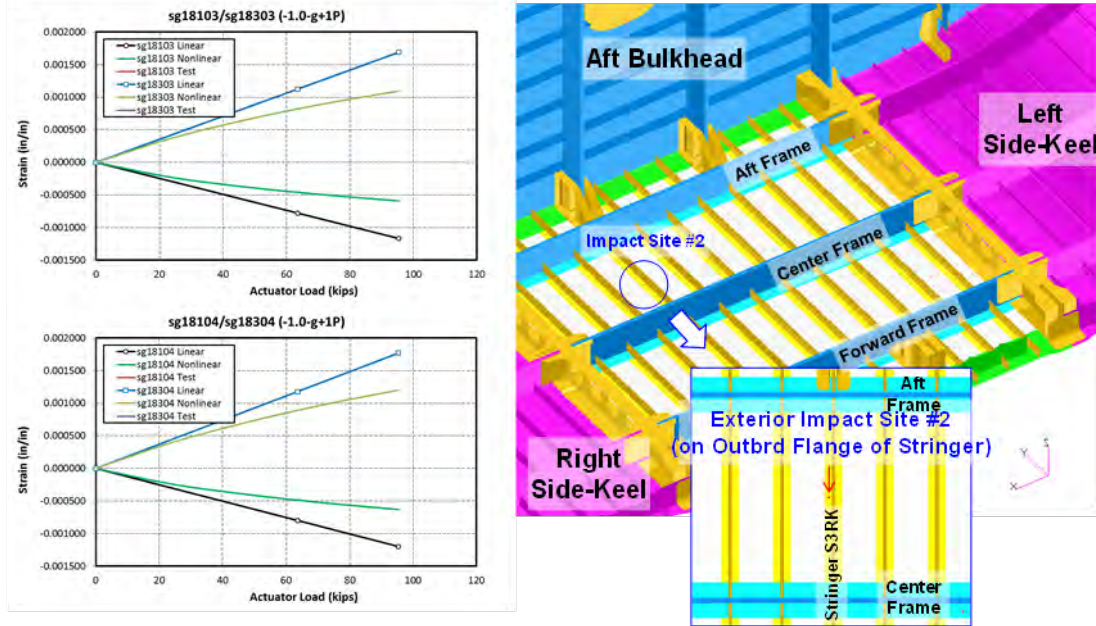 sg18103/sg18303 (-1.0-g+1P)
0.002000
0.001500
0.001000
0.000500
0.000000
-0.000500
-0.001000
-0.001500
Strain (in/in)
sg18103 Linear
sg18103 Nonlinear
sg18103 Test
sg18303 Linear
sg18303 Nonlinear
sg18303 Test
0 20 40 60 80 100 120
Actuator Load (kips)
sg18104/sg18304 (-1.0-g+1P)
0.002000
0.001500
0.001000
0.000500
0.000000
-0.000500
-0.001000
-0.001500
Strain (in/in)
sg18104 Linear
sg18104 Nonlinear
sg18104 Test
sg18304 Linear
sg18304 Nonlinear
sg18304 Test
0 20 40 60 80 100 120
Actuator Load (kips)
Aft Bulkhead
Left
Side-Keel
Aft Frame
Impact Site #2
Center Frame
Forward Frame
Right
Side-Keel
Aft
Frame
Exterior Impact Site #2
(on Outbrd Flange of Stringer)
Stringer S3RK
Center
Frame
Z
Y
X